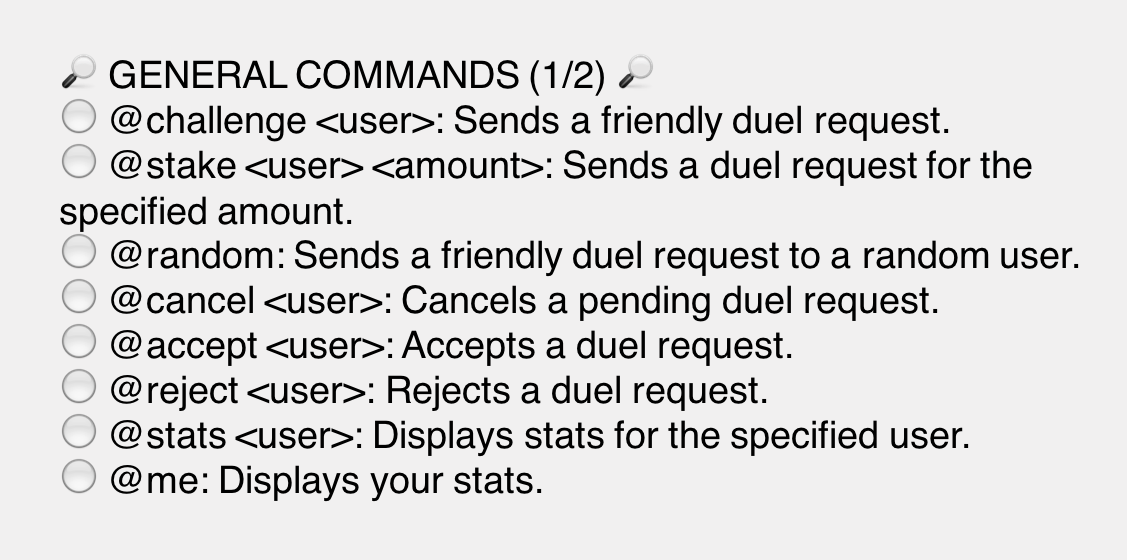 🔎 GENERAL COMMANDS (1/2) 🔎
⚪ @challenge <user>: Sends a friendly duel request.
⚪ @stake <user> <amount>: Sends a duel request for the
specified amount.
⚪ @random: Sends a friendly duel request to a random user.
⚪ @cancel <user>: Cancels a pending duel request.
⚪ @accept <user>: Accepts a duel request.
⚪ @reject <user>: Rejects a duel request.
⚪ @stats <user>: Displays stats for the specified user.
⚪ @me: Displays your stats.